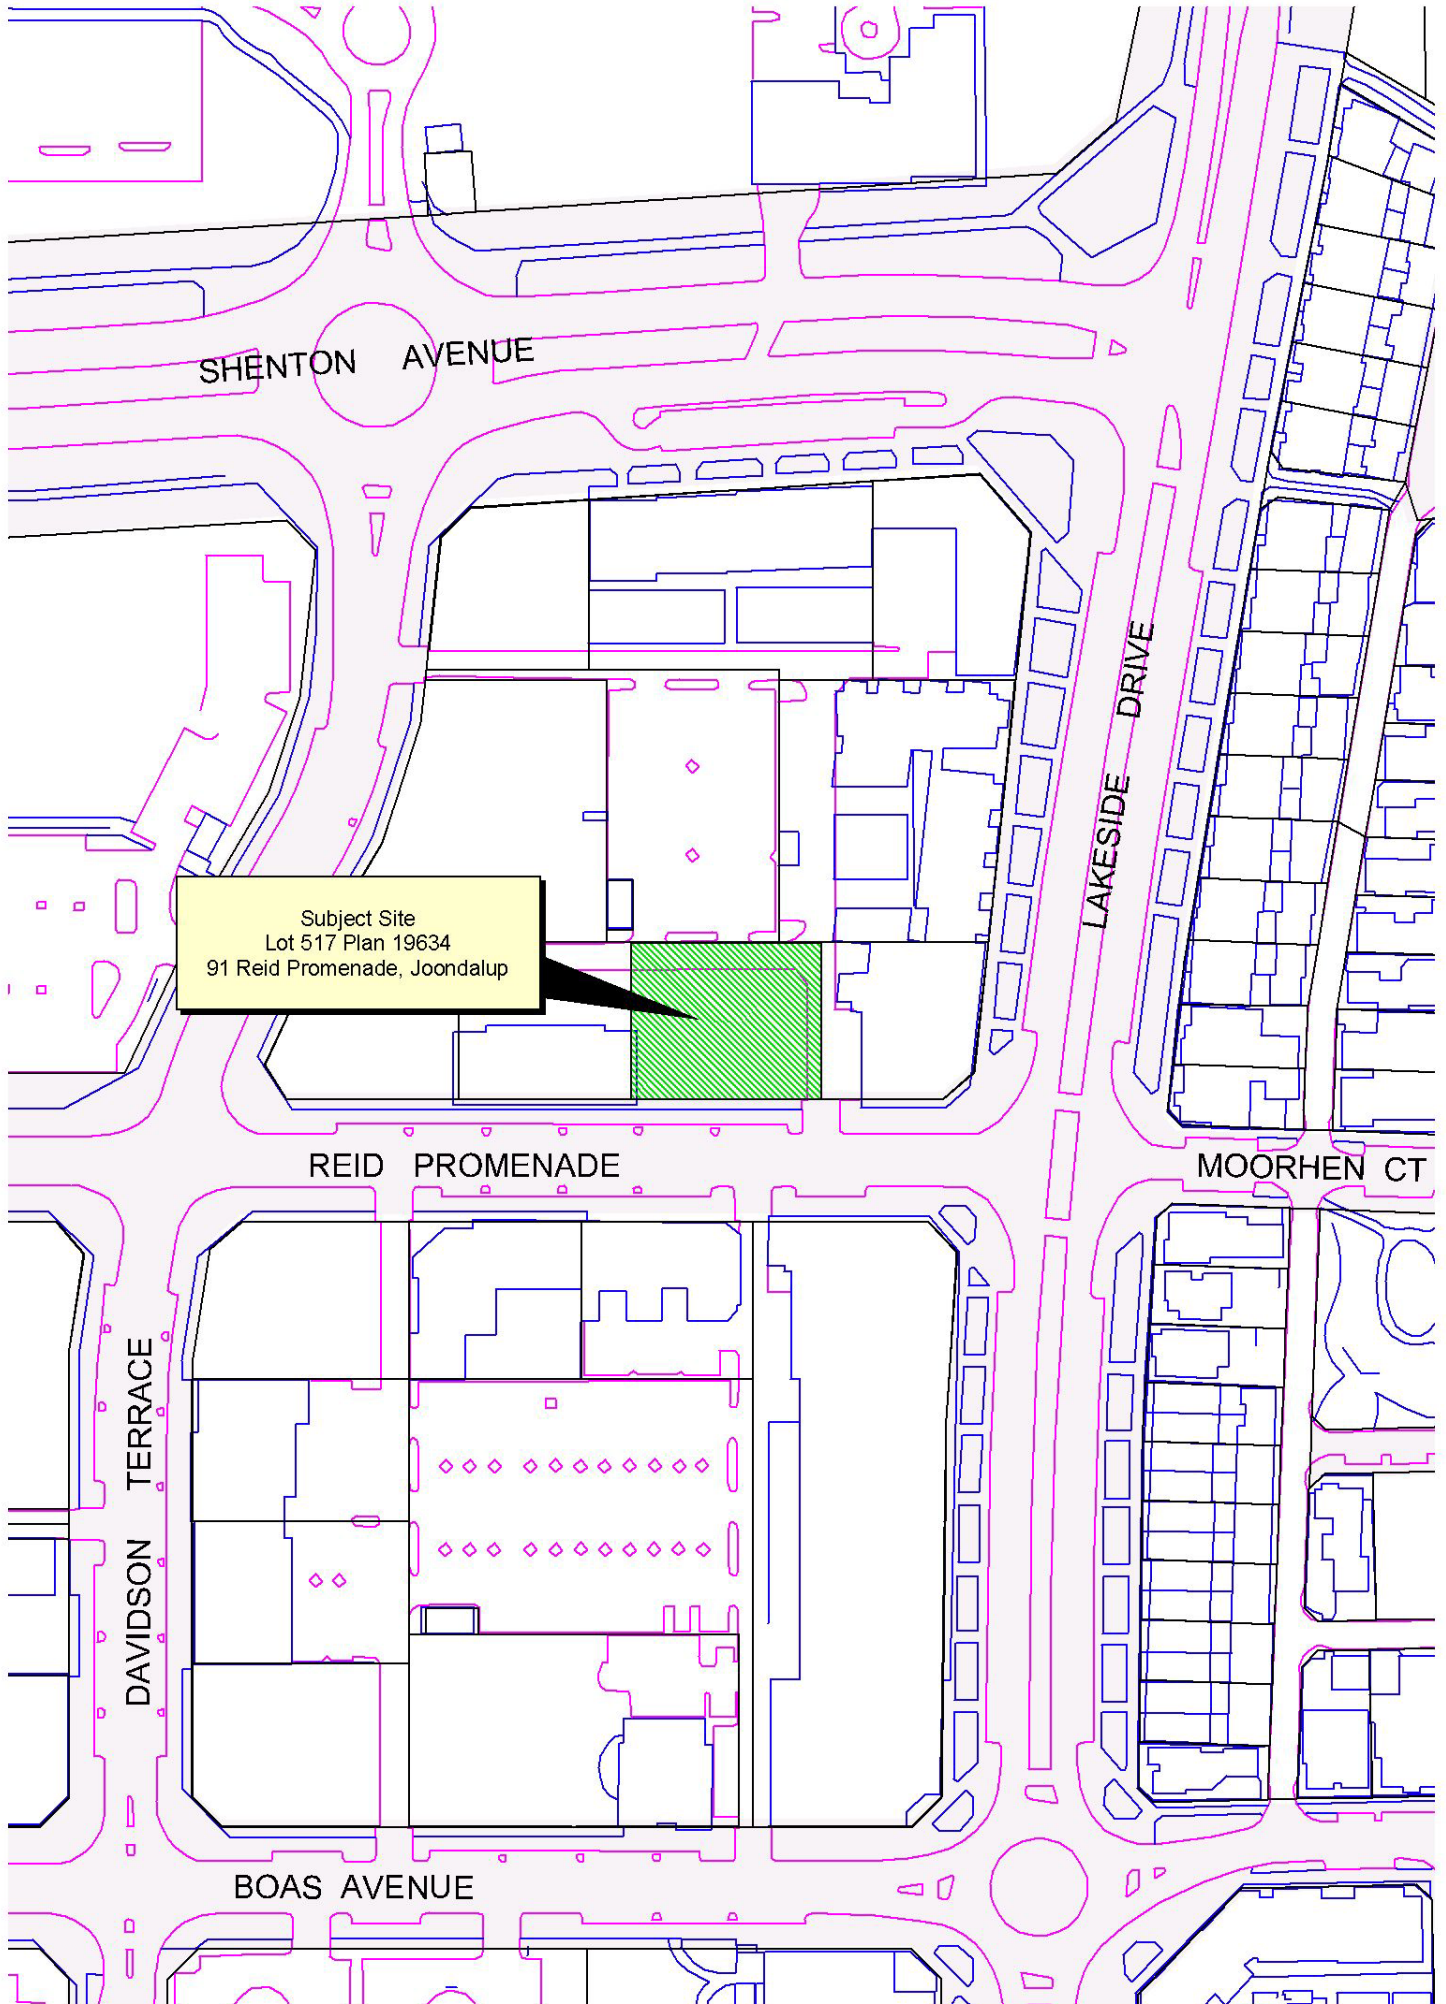 SHENTON AVENUE
LAKESIDE DRIVE
Subject Site
Lot 517 Plan 19634
91 Reid Promenade, Joondalup
REID PROMENADE
MOORHEN CT
DAVIDSON TERRACE
BOAS AVENUE